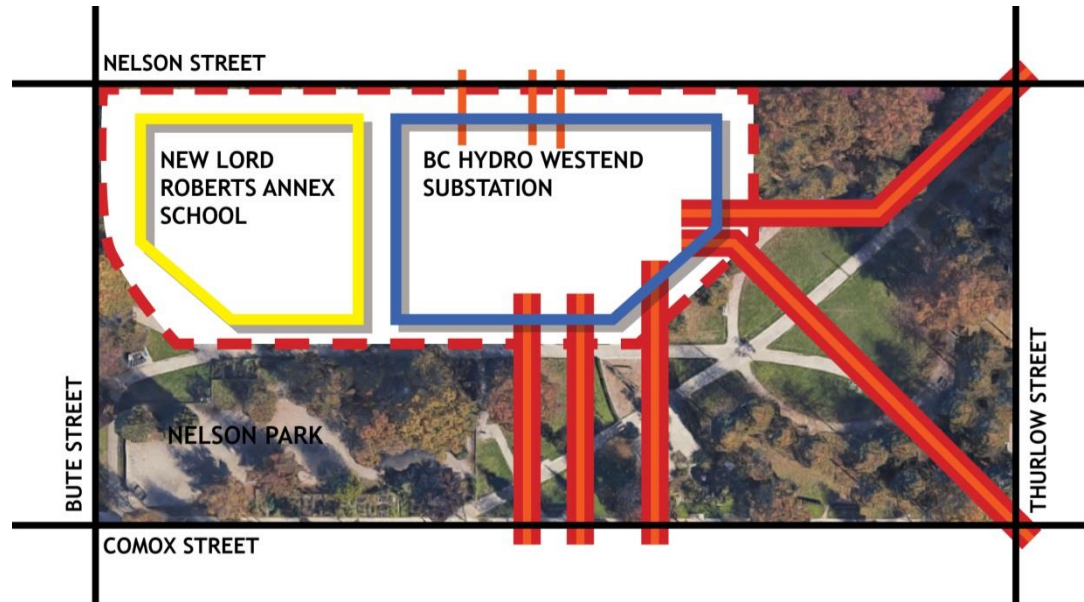 NELSON STREET
NEW LORD
ROBERTS ANNEX
SCHOOL
BC HYDRO WESTEND
SUBSTATION
NELSON PARK
BUTE STREET
THURLOW STREET
COMOX STREET